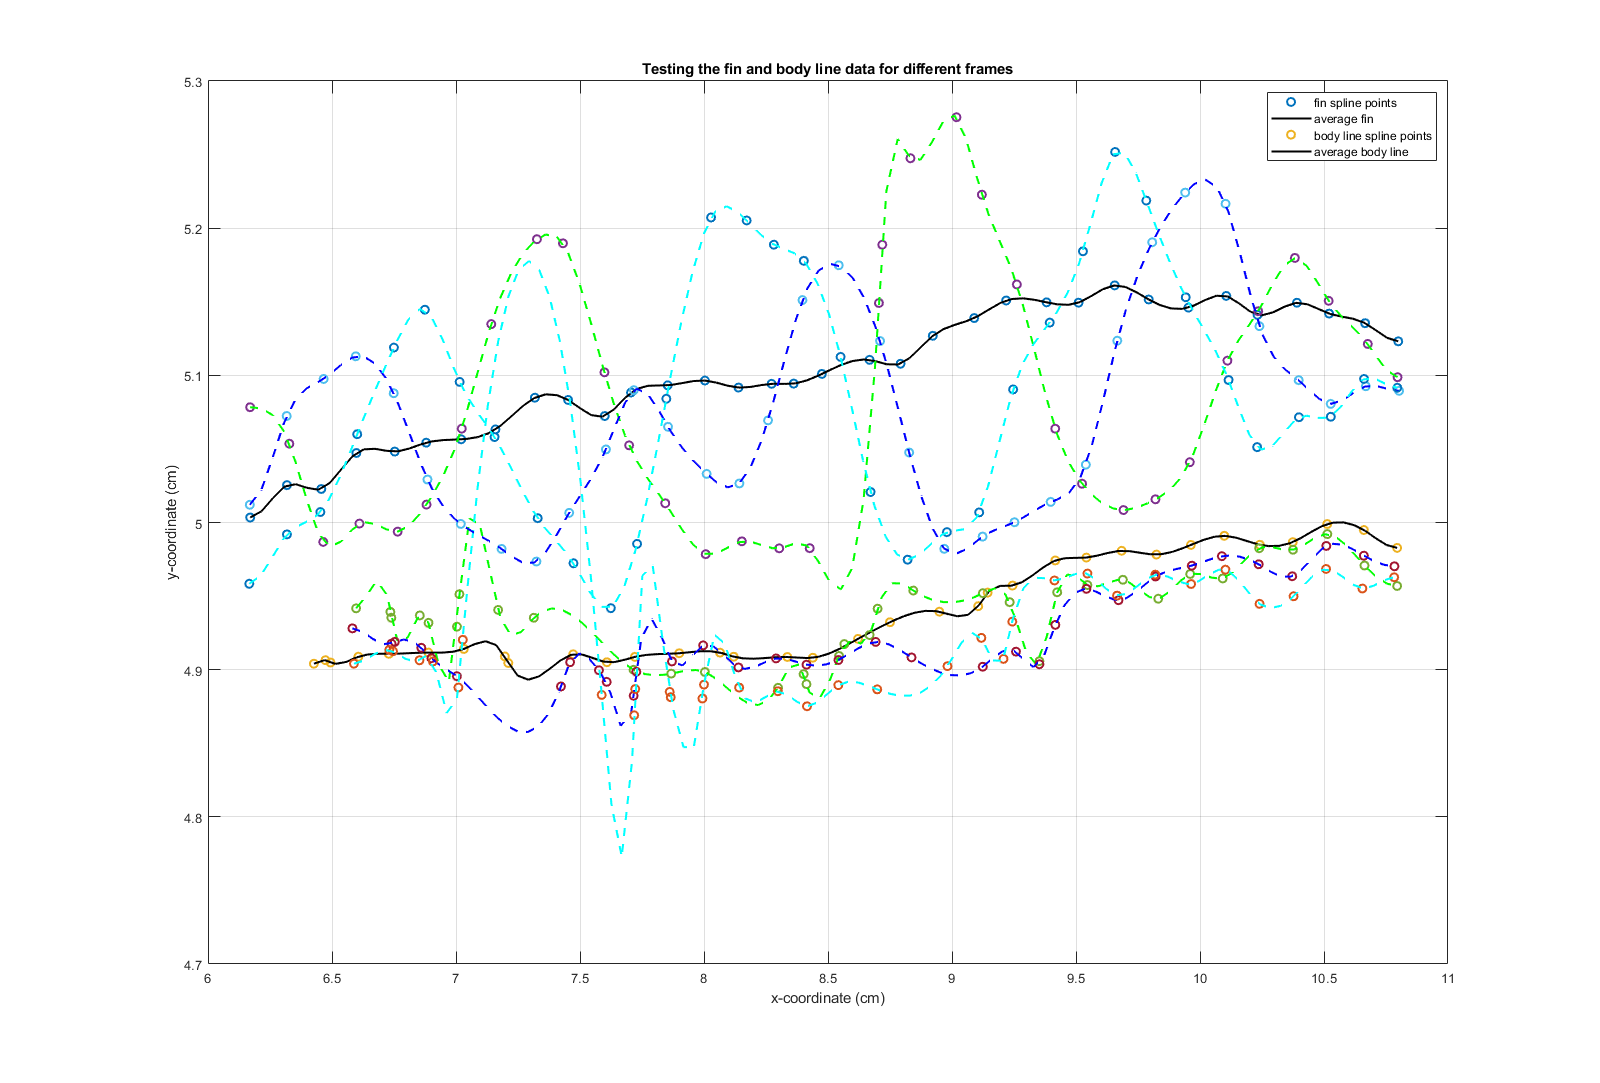 Testing the fin and body line data for different frames
fin spline points
average fin
body line spline points
average body line
5.3
5.2
5.1
5
4.9
4.8
4.7
y-coordinate (cm)
6
6.5
7
7.5
8
8.5
9
9.5
10
10.5
11
x-coordinate (cm)